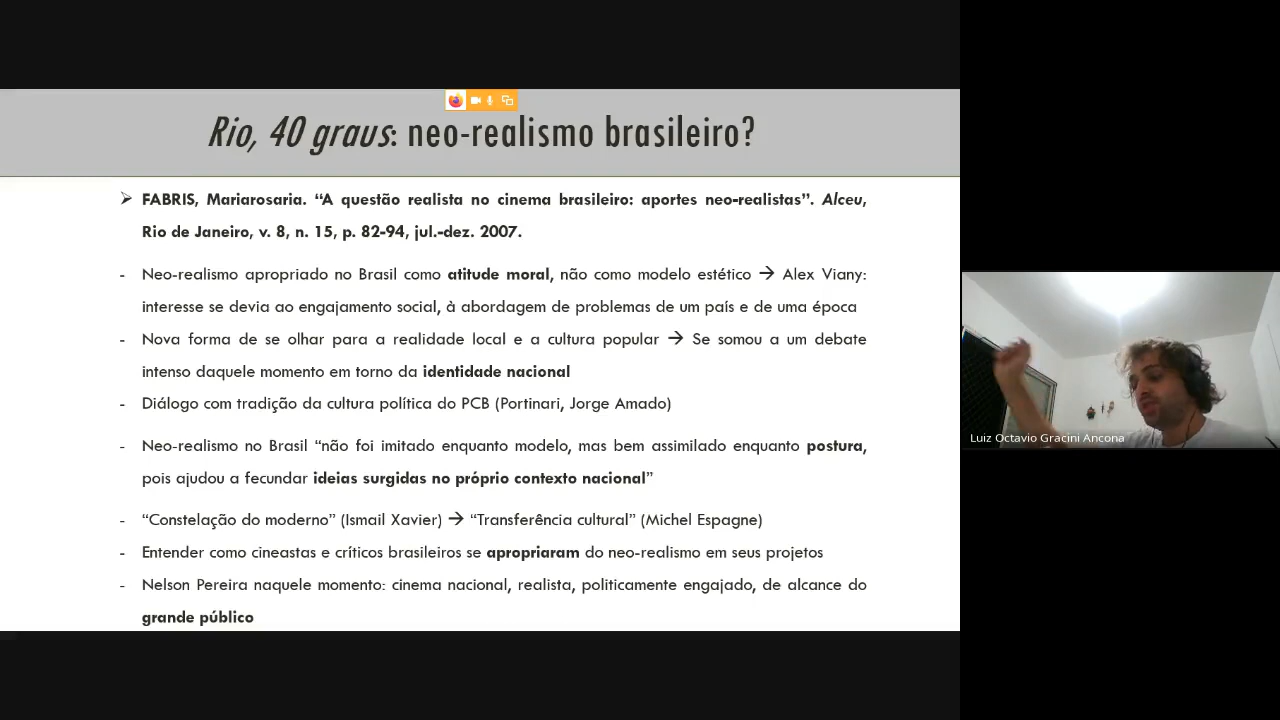 Rio, 40 graus: neo-realismo brasileiro?
➢ FABRIS, Mariarosaria. “A questão realista no cinema brasileiro: aportes neo-realistas”. Alceu,
Rio de Janeiro, v. 8, n. 15, p. 82-94, jul.-dez. 2007.
- Neo-realismo apropriado no Brasil como atitude moral, não como modelo estético → Alex Viany:
interesse se devia ao engajamento social, à abordagem de problemas de um país e de uma época
- Nova forma de se olhar para a realidade local e a cultura popular → Se somou a um debate
intenso daquele momento em torno da identidade nacional
- Diálogo com tradição da cultura política do PCB (Portinari, Jorge Amado)
- Neo-realismo no Brasil “não foi imitado enquanto modelo, mas bem assimilado enquanto postura,
pois ajudou a fecundar ideias surgidas no próprio contexto nacional”
- “Constelação do moderno” (Ismail Xavier) → “Transferência cultural” (Michel Espagne)
- Entender como cineastas e críticos brasileiros se apropriaram do neo-realismo em seus projetos
- Nelson Pereira naquele momento: cinema nacional, realista, politicamente engajado, de alcance do
grande público
Luiz Octavio Gracini Ancona